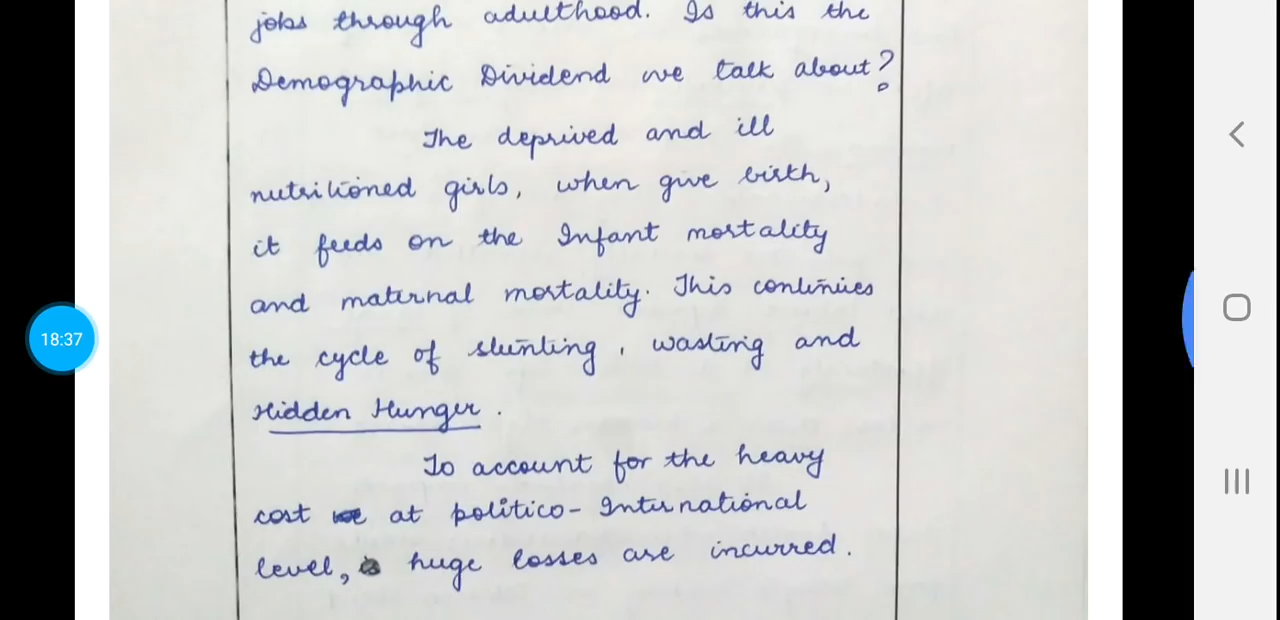 jobs through adulthood. Is this the
Demographic Dividend we talk about?
The deprived and ill
nutritioned girls, when give birth,
it feeds on the Infant mortality
and maternal mortality. This continues
the cycle of stunting, wasting and
Hidden Hunger.
To account for the heavy
cost at politico-International
level, huge losses are incurred.
18:37